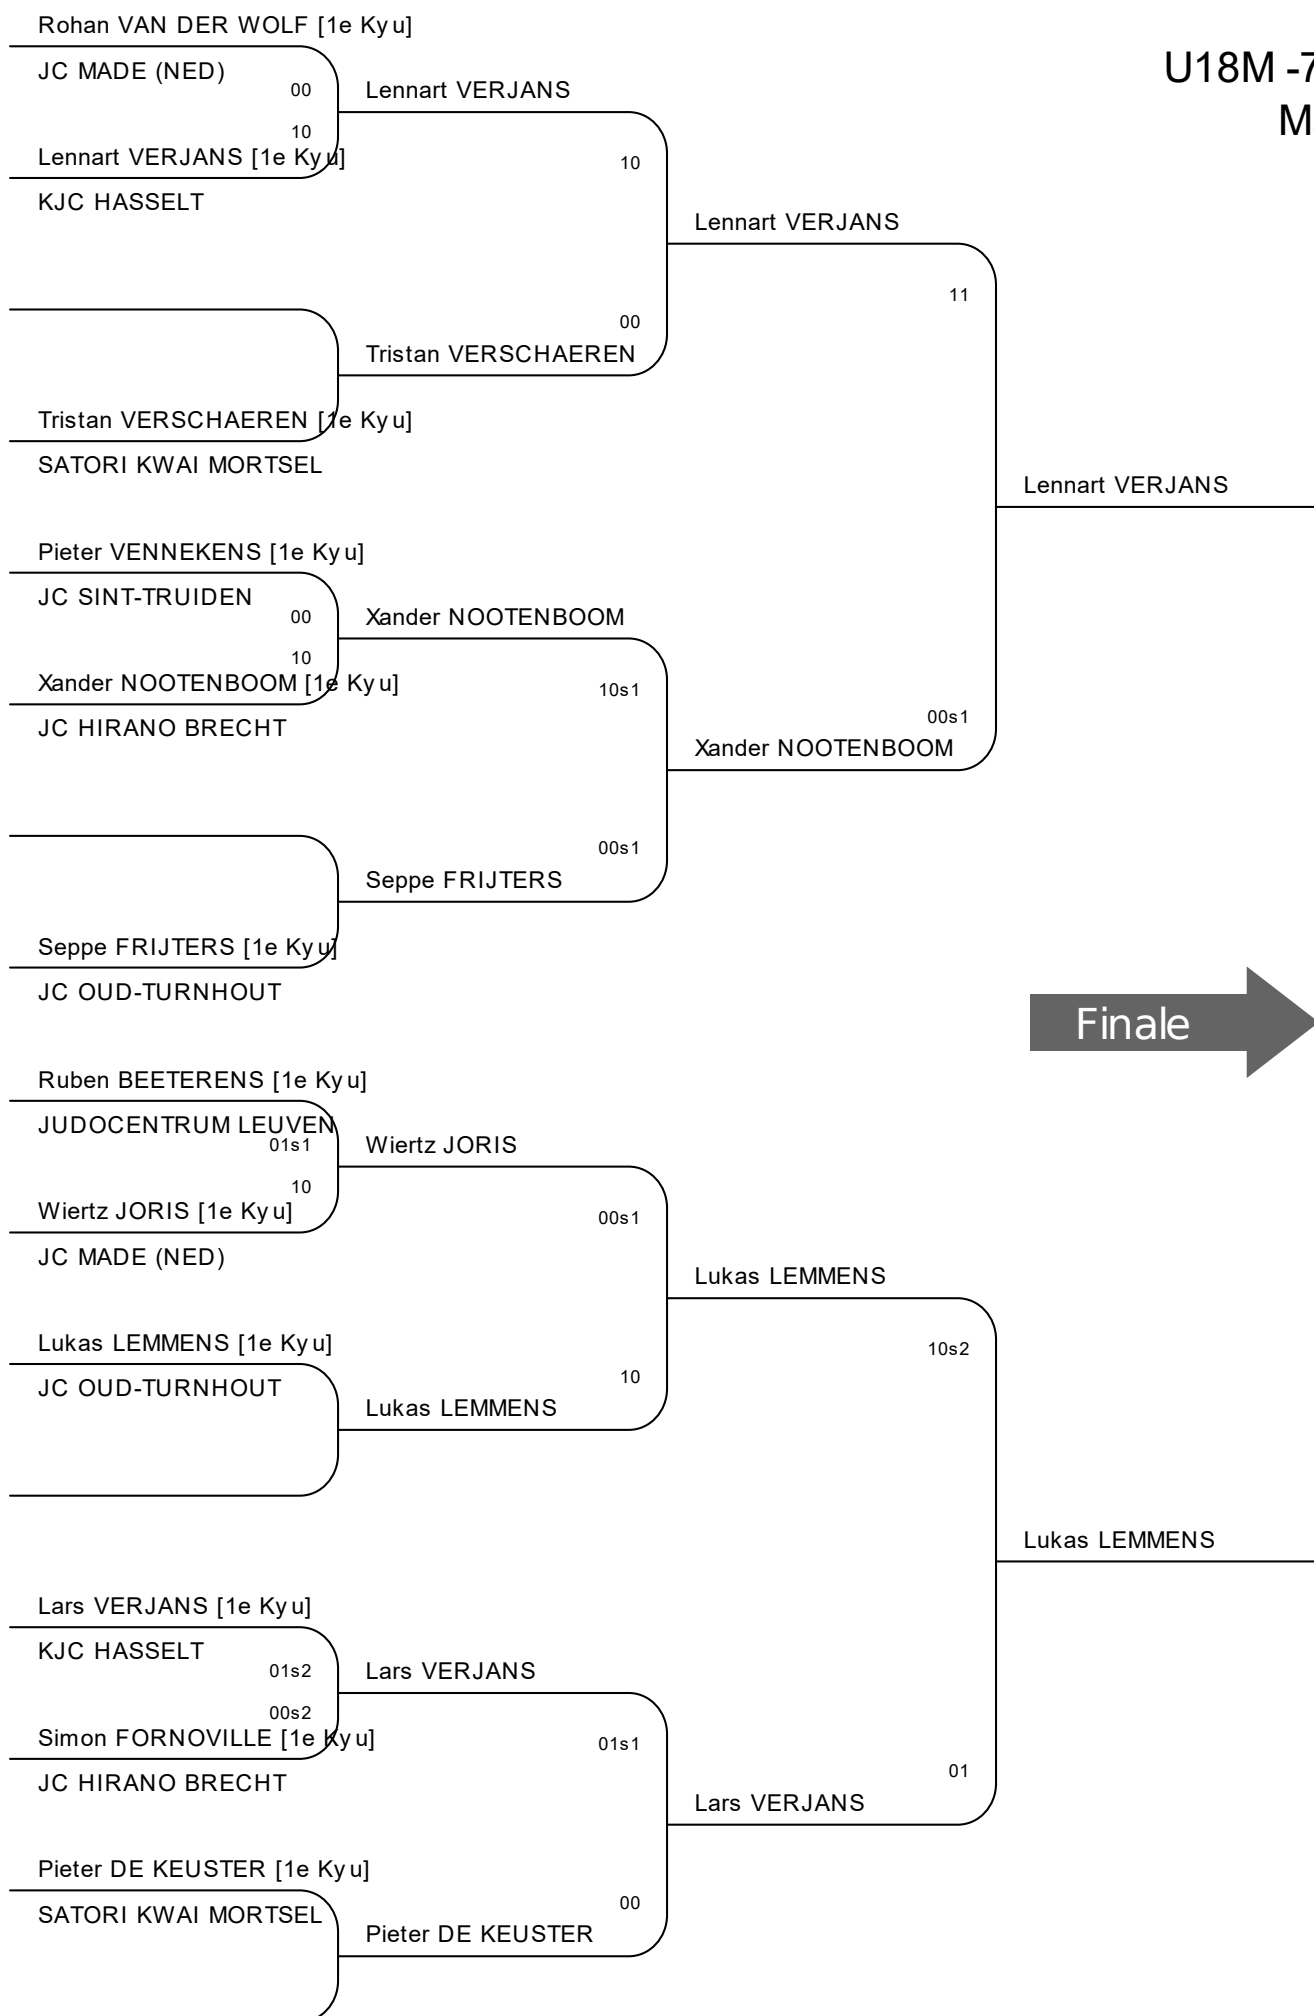 Rohan VAN DER WOLF [1e Kyu]
JC MADE (NED)
00
Lennart VERJANS
U18M -7
M
10
Lennart VERJANS [1e Kyu]
10
KJC HASSELT
Lennart VERJANS
11
00
Tristan VERSCHAEREN
Tristan VERSCHAEREN [1e Kyu]
SATORI KWAI MORTSEL
Lennart VERJANS
Pieter VENNEKENS [1e Kyu]
JC SINT-TRUIDEN
00
Xander NOOTENBOOM
10
Xander NOOTENBOOM [1e Kyu]
10s1
JC HIRANO BRECHT
00s1
Xander NOOTENBOOM
00s1
Seppe FRIJTERS
Seppe FRIJTERS [1e Kyu]
JC OUD-TURNHOUT
Finale
Ruben BEETERENS [1e Kyu]
JUDOCENTRUM LEUVEN
01s1
Wiertz JORIS
10
Wiertz JORIS [1e Kyu]
00s1
JC MADE (NED)
Lukas LEMMENS
Lukas LEMMENS [1e Kyu]
10s2
JC OUD-TURNHOUT
10
Lukas LEMMENS
Lukas LEMMENS
Lars VERJANS [1e Kyu]
KJC HASSELT
01s2
Lars VERJANS
00s2
Simon FORNOVILLE [1e Kyu]
01s1
JC HIRANO BRECHT
01
Lars VERJANS
Pieter DE KEUSTER [1e Kyu]
SATORI KWAI MORTSEL
00
Pieter DE KEUSTER